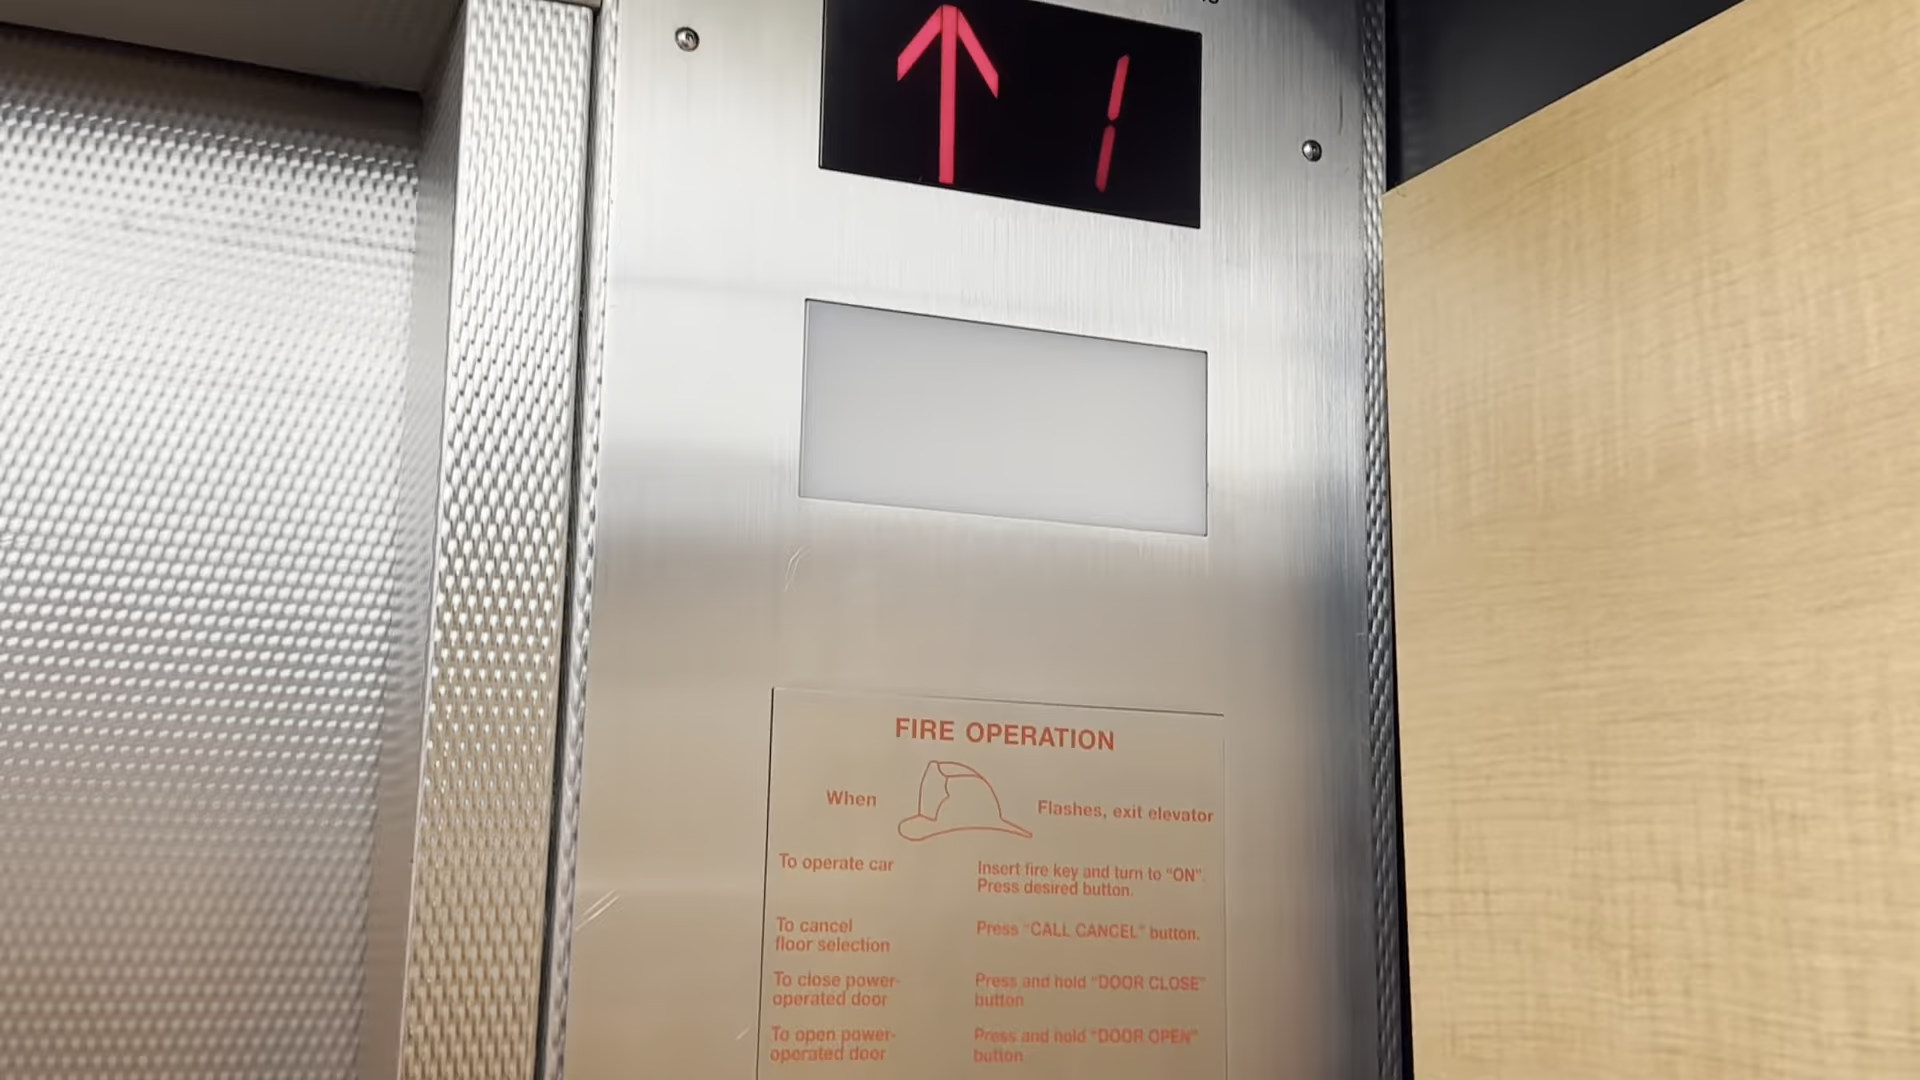 1
FIRE OPERATION
When Flashes, exit elevator
To operate car
Insert fire key and turn to “ON”.
Press desired button.
To cancel
floor selection
Press “CALL CANCEL” button.
To close power-
operated door
Press and hold “DOOR CLOSE”
button
To open power-
operated door
Press and hold “DOOR OPEN”
button